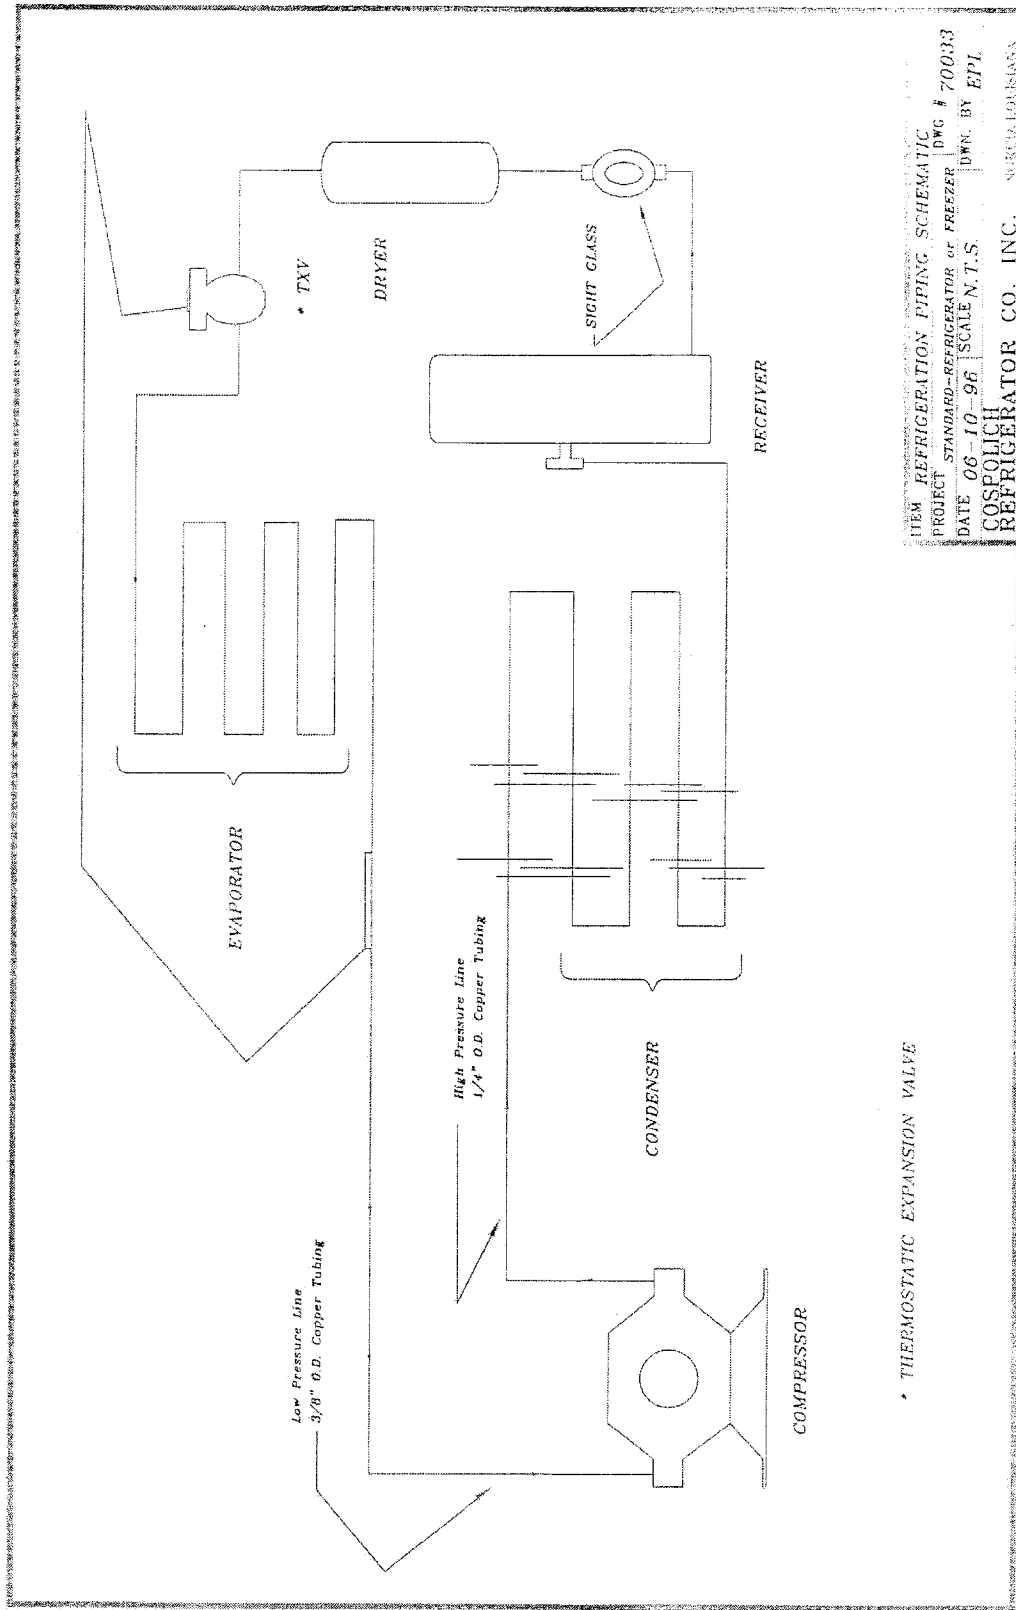 * TXV
DRYER
SIGHT GLASS
RECEIVER
EVAPORATOR
High Pressure Line
1/4" O.D. Copper Tubing
CONDENSER
Low Pressure Line
3/8" O.D. Copper Tubing
COMPRESSOR
* THERMOSTATIC EXPANSION VALVE
ITEM REFRIGERATION PIPING SCHEMATIC
PROJECT STANDARD-REFRIGERATOR or FREEZER DWG # 70033
DATE 06-10-96 SCALE N.T.S. DWN. BY EPL
COSPOLICH
REFRIGERATOR CO, INC. NORCO, LOUISIANA